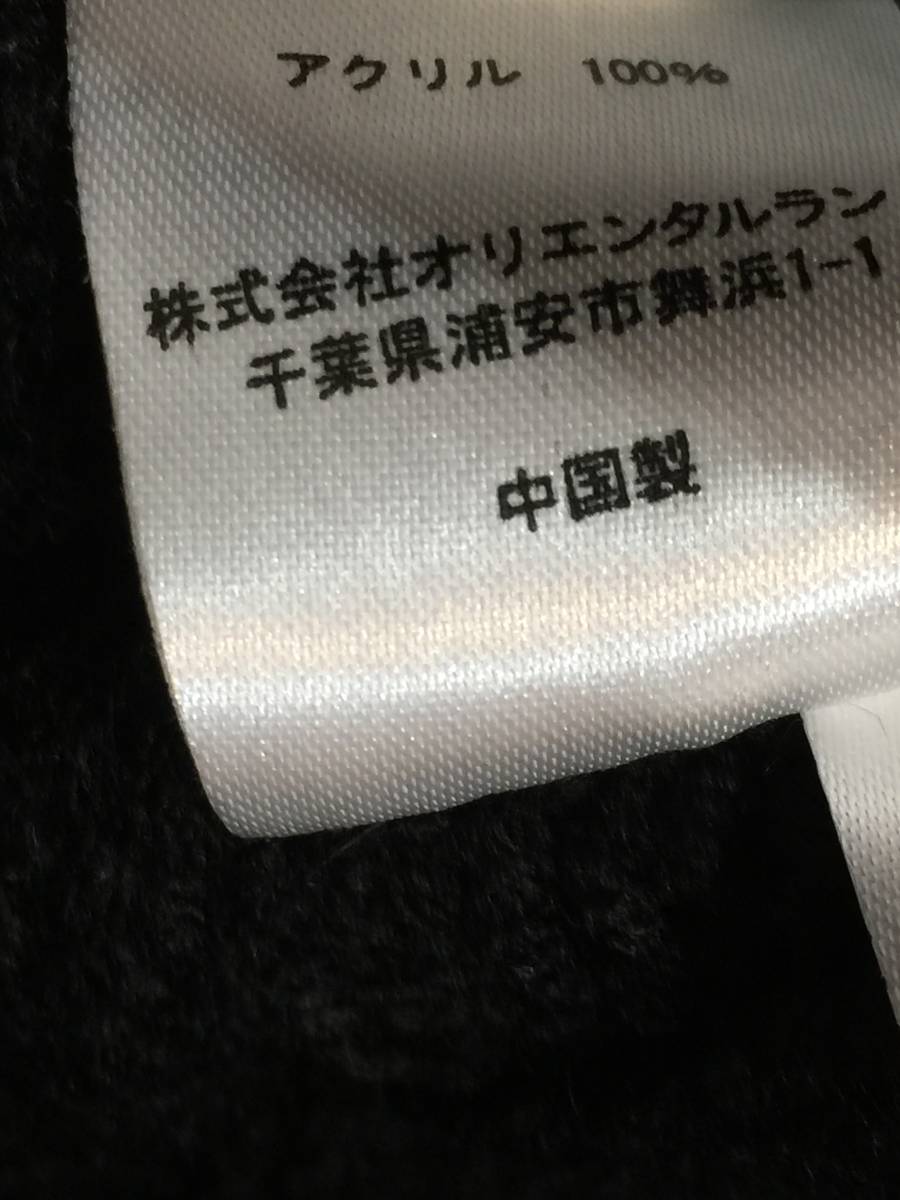 アクリル 100%
株式会社オリエンタルラン
千葉県浦安市舞浜1-1
中国製